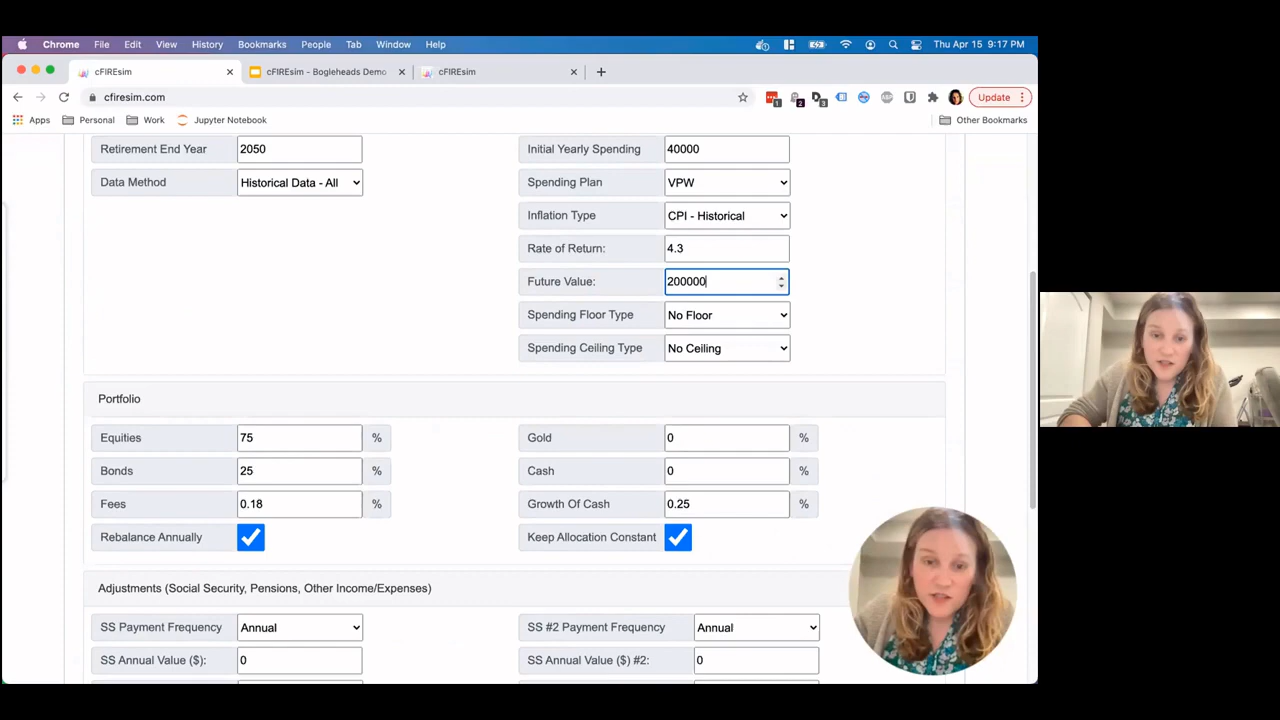 Chrome File Edit View History Bookmarks People Tab Window Help Thu Apr 15 9:17 PM
cFIREsim cFIREsim - Bogleheads Demo cFIREsim
cfiresim.com Update
Apps Personal Work Jupyter Notebook Other Bookmarks
Retirement End Year 2050 Initial Yearly Spending 40000
Data Method Historical Data - All Spending Plan VPW
Inflation Type CPI - Historical
Rate of Return: 4.3
Future Value: 200000
Spending Floor Type No Floor
Spending Ceiling Type No Ceiling
Portfolio
Equities 75 % Gold 0 %
Bonds 25 % Cash 0 %
Fees 0.18 % Growth Of Cash 0.25 %
Rebalance Annually Keep Allocation Constant
Adjustments (Social Security, Pensions, Other Income/Expenses)
SS Payment Frequency Annual SS #2 Payment Frequency Annual
SS Annual Value ($): 0 SS Annual Value ($) #2: 0